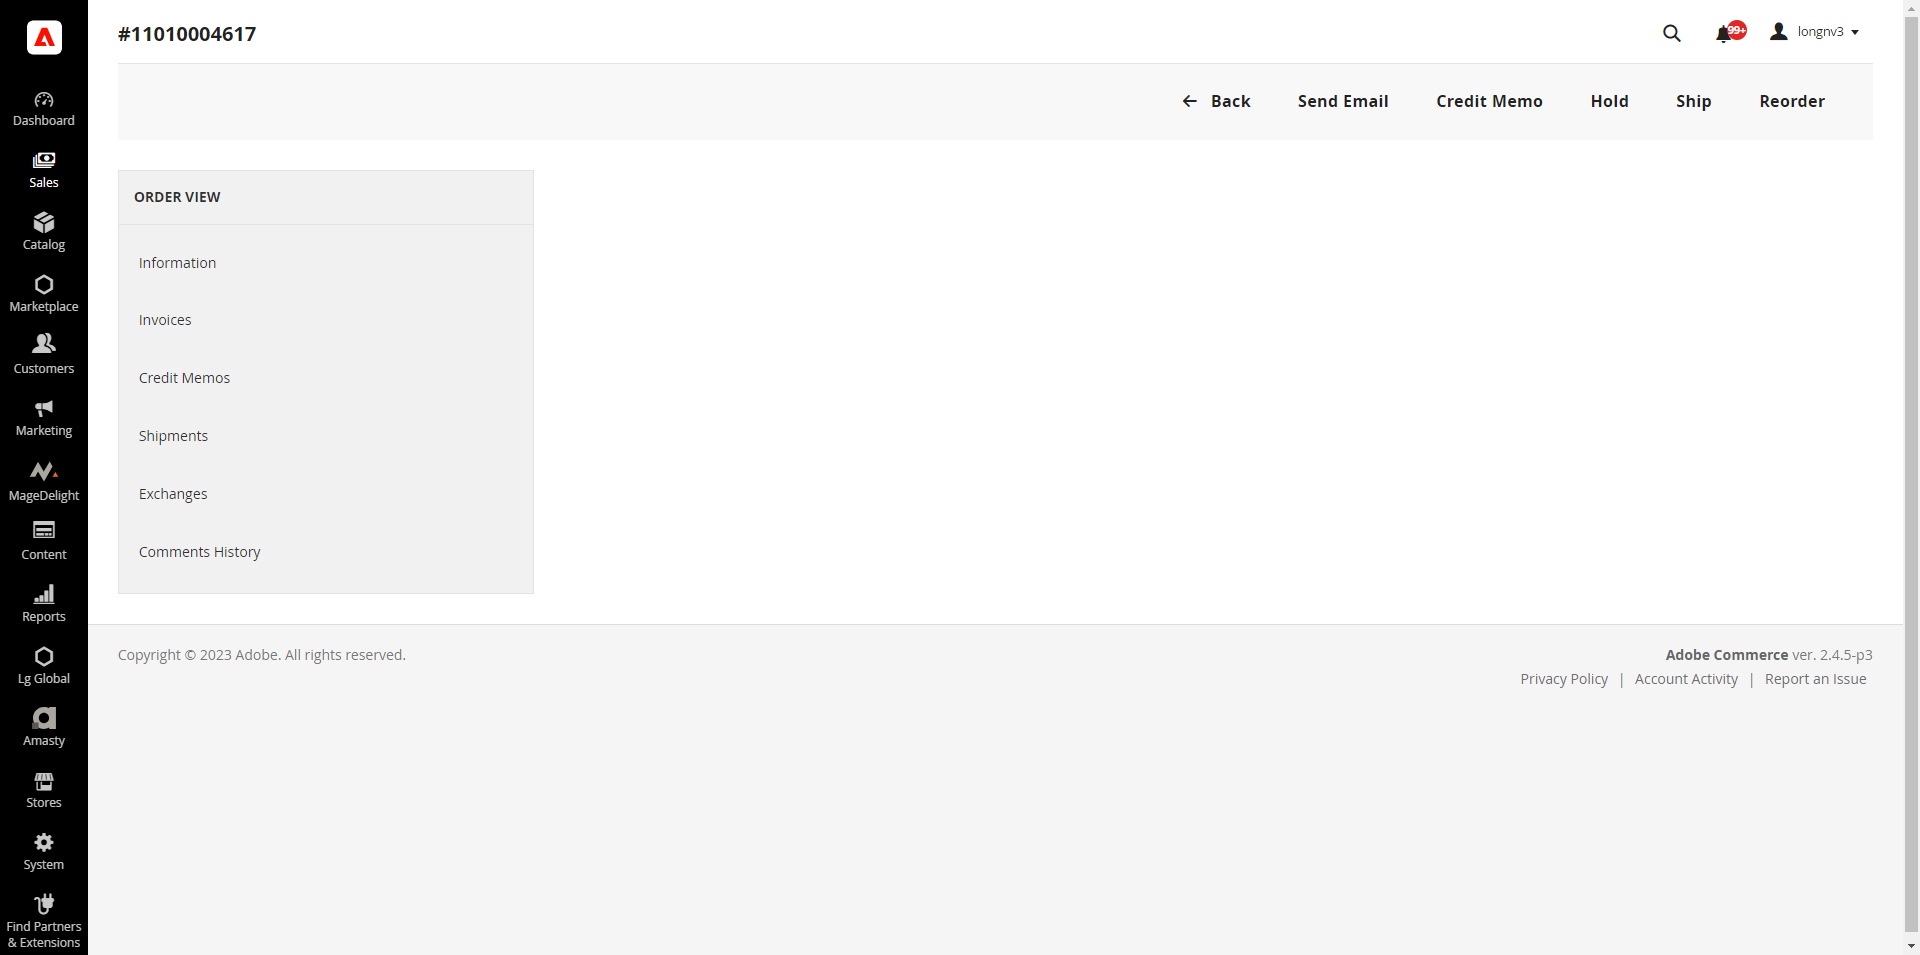 #11010004617
99+
longnv3
Back
Send Email
Credit Memo
Hold
Ship
Reorder
Dashboard
Sales
Catalog
Marketplace
Customers
Marketing
MageDelight
Content
Reports
Lg Global
Amasty
Stores
System
Find Partners
& Extensions
ORDER VIEW
Information
Invoices
Credit Memos
Shipments
Exchanges
Comments History
Copyright © 2023 Adobe. All rights reserved.
Adobe Commerce ver. 2.4.5-p3
Privacy Policy | Account Activity | Report an Issue